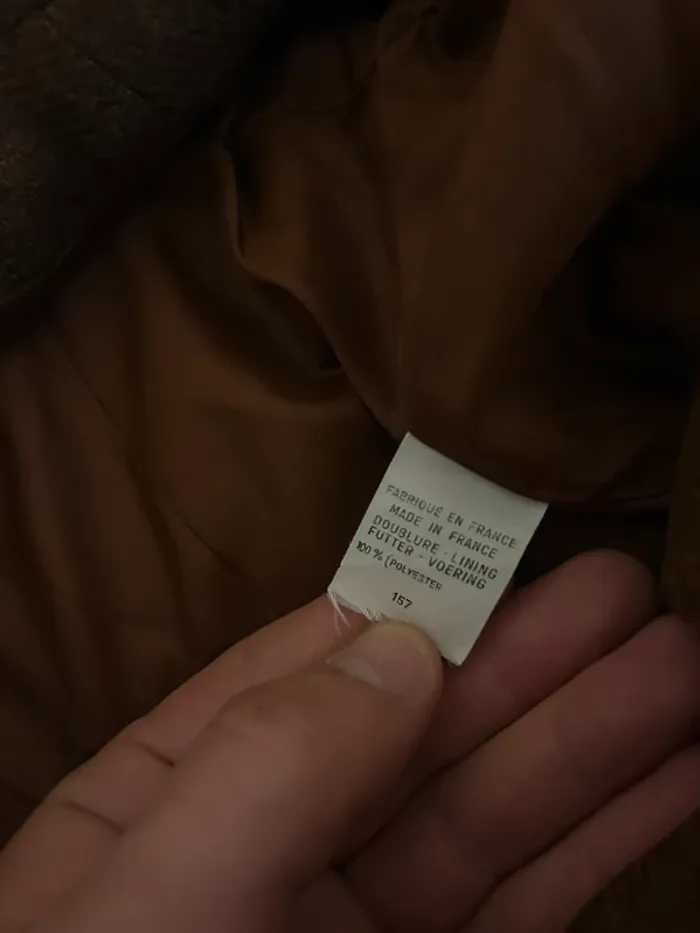 FABRIQUÉ EN FRANCE
MADE IN FRANCE
DOUBLURE - LINING
FUTTER - VOERING
100 % (POLYESTER
157